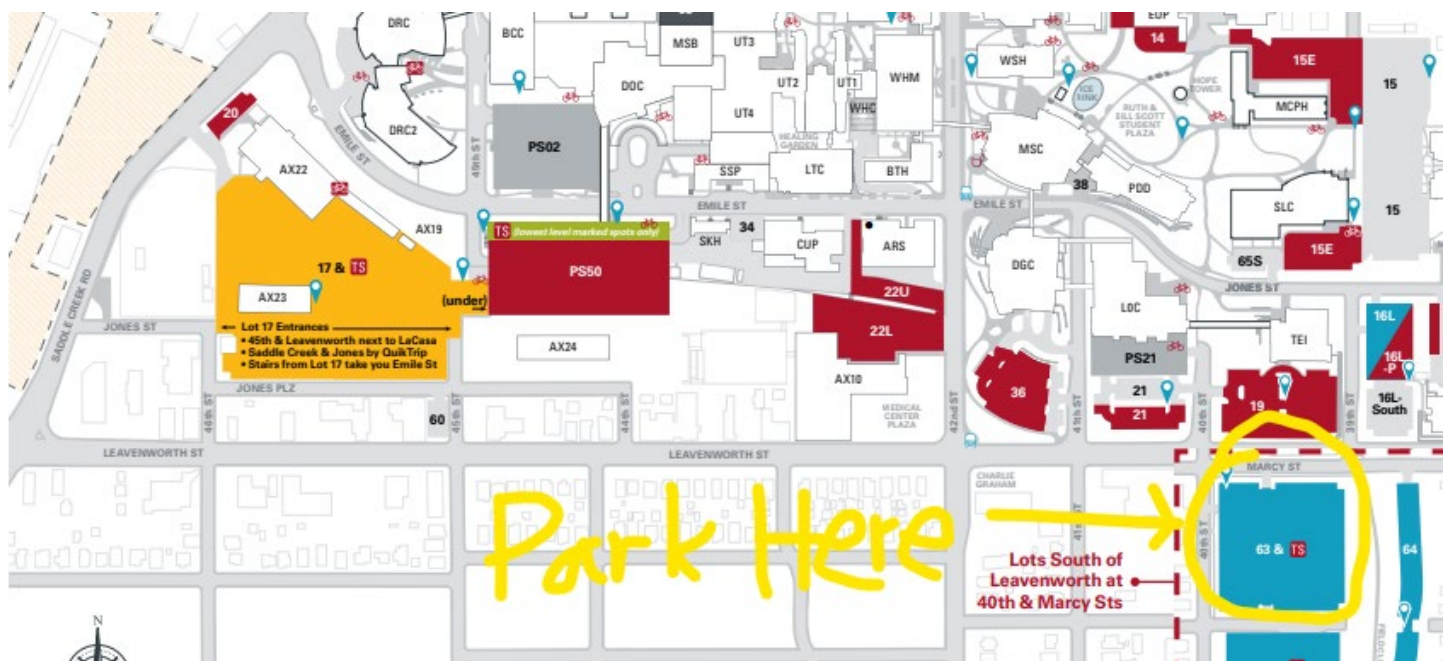 DRC
BCC
MSB
UT3
EUP
14
WSH
15E
15
DOC
UT2
UT1
WHM
ICE
RINK
HOPE
TOWER
MCPH
20
DRC2
PS02
UT4
WHC
RUTH &
BILL SCOTT
STUDENT
PLAZA
EMILE ST
40th ST
HEALING
GARDEN
MSC
AX22
SSP
LTC
BTH
38
PDD
EMILE ST
EMILE ST
SLC
15
AX19
TS (lowest level marked spots only)
34
SKH
CUP
ARS
DGC
65S
15E
17 & TS
PS50
22U
JONES ST
AX23
(under)
LDC
16L
SADDLE CREEK RD
JONES ST
Lot 17 Entrances
• 45th & Leavenworth next to LaCasa
• Saddle Creek & Jones by QuikTrip
• Stairs from Lot 17 take you Emile St
AX24
22L
TEI
16L
-P
PS21
JONES PLZ
AX10
36
21
16L-
South
60
MEDICAL
CENTER
PLAZA
21
19
46th ST
45th ST
44th ST
42nd ST
41st ST
40th ST
39th ST
LEAVENWORTH ST
LEAVENWORTH ST
MARCY ST
CHARLIE
GRAHAM
Park Here
41st ST
40th ST
63 & TS
64
Lots South of
Leavenworth at
40th & Marcy Sts
N